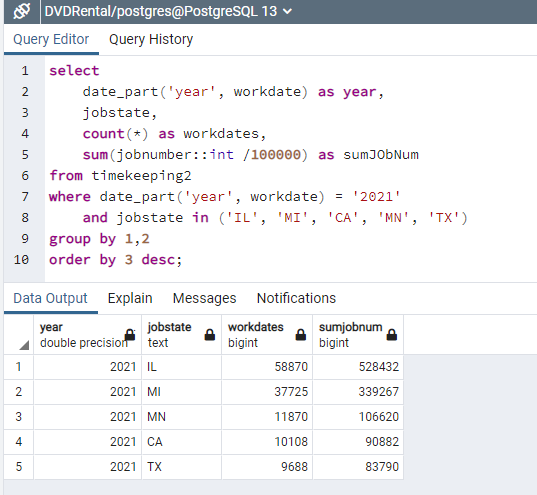 DVDRental/postgres@PostgreSQL 13
Query Editor Query History
1 select
2 date_part('year', workdate) as year,
3 jobstate,
4 count(*) as workdates,
5 sum(jobnumber::int /100000) as sumJObNum
6 from timekeeping2
7 where date_part('year', workdate) = '2021'
8 and jobstate in ('IL', 'MI', 'CA', 'MN', 'TX')
9 group by 1,2
10 order by 3 desc;
Data Output Explain Messages Notifications
year jobstate workdates sumjobnum
double precision text bigint bigint
1 2021 IL 58870 528432
2 2021 MI 37725 339267
3 2021 MN 11870 106620
4 2021 CA 10108 90882
5 2021 TX 9688 83790